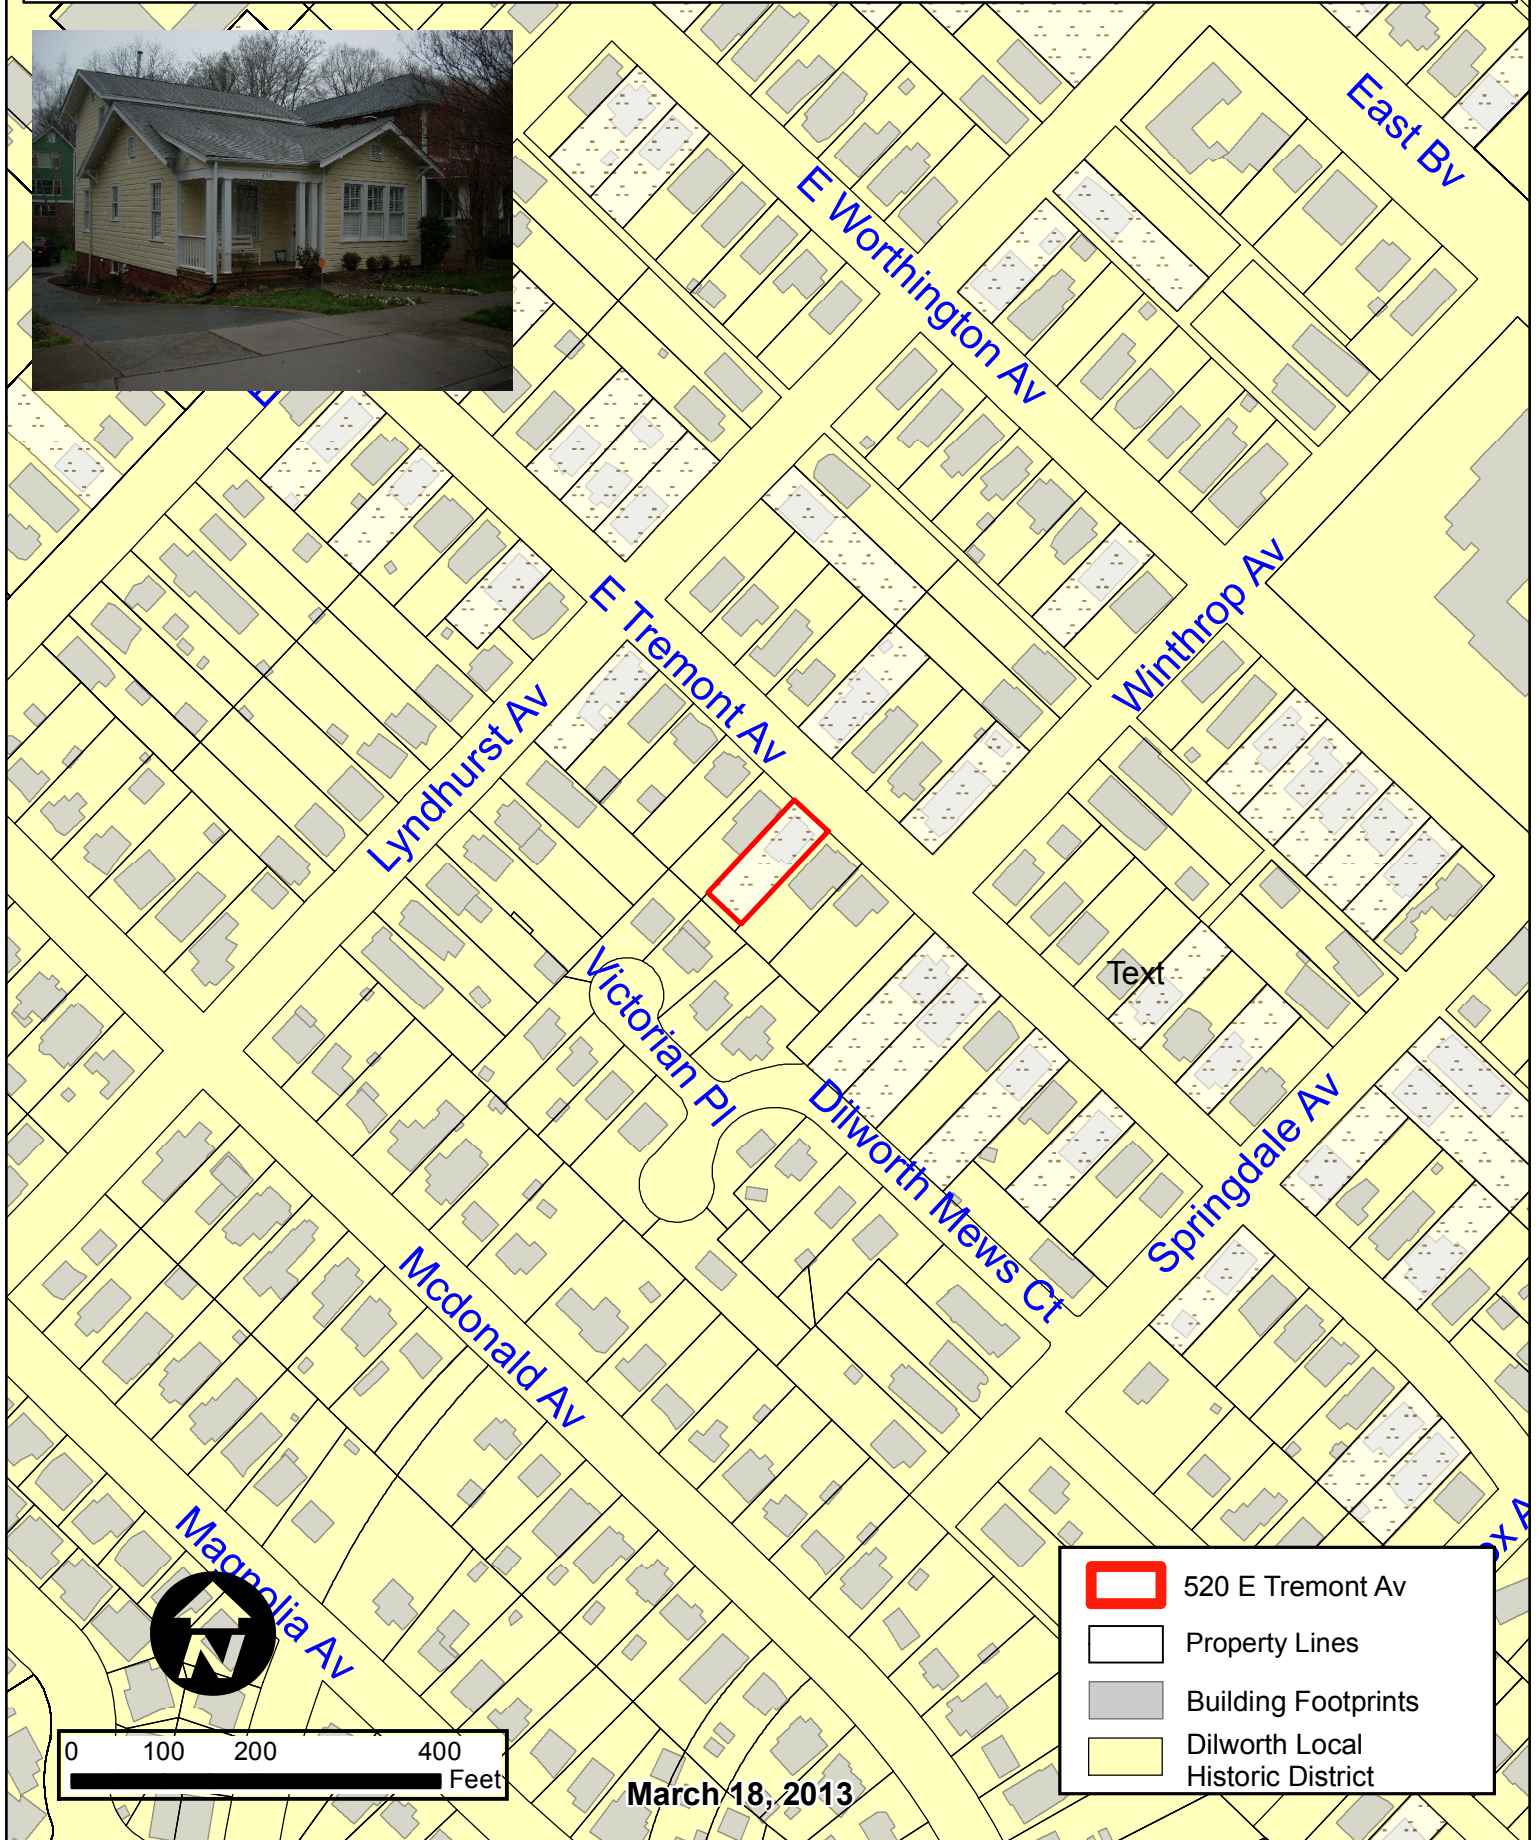 East Bv
E Worthington Av
E Tremont Av
Winthrop Av
Lyndhurst Av
Text
Victorian Pl
Dilworth Mews Ct
Springdale Av
Mcdonald Av
Magnolia Av
N
520 E Tremont Av
Property Lines
Building Footprints
Dilworth Local
Historic District
0 100 200 400
Feet
March 18, 2013